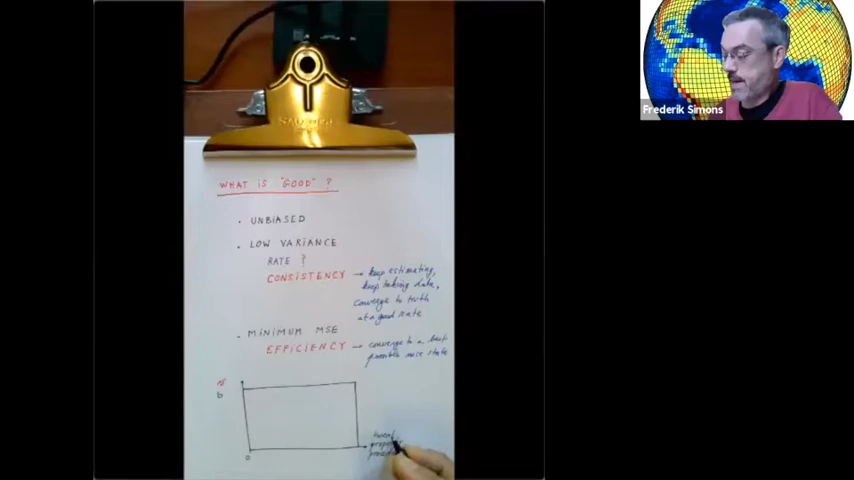 Frederik Simons
WHAT IS "GOOD" ?
• UNBIASED
• LOW VARIANCE
RATE ?
CONSISTENCY → keep estimating,
keep taking data,
converge to truth
at a good rate
• MINIMUM MSE
EFFICIENCY → converge to a best
possible mse state
b
0